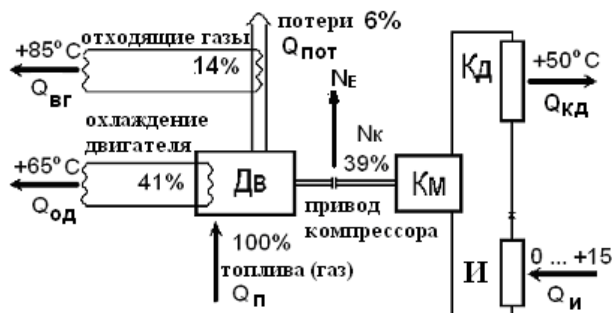 потери 6%
Qпот
отходящие газы
+85°C
14%
Qвг
NE
+50°C
Кд
Qкд
охлаждение
двигателя
Nк
39%
+65°C
41%
Дв
Км
Qод
привод
компрессора
100%
топлива (газ)
Qп
0 ... +15
И
Qи